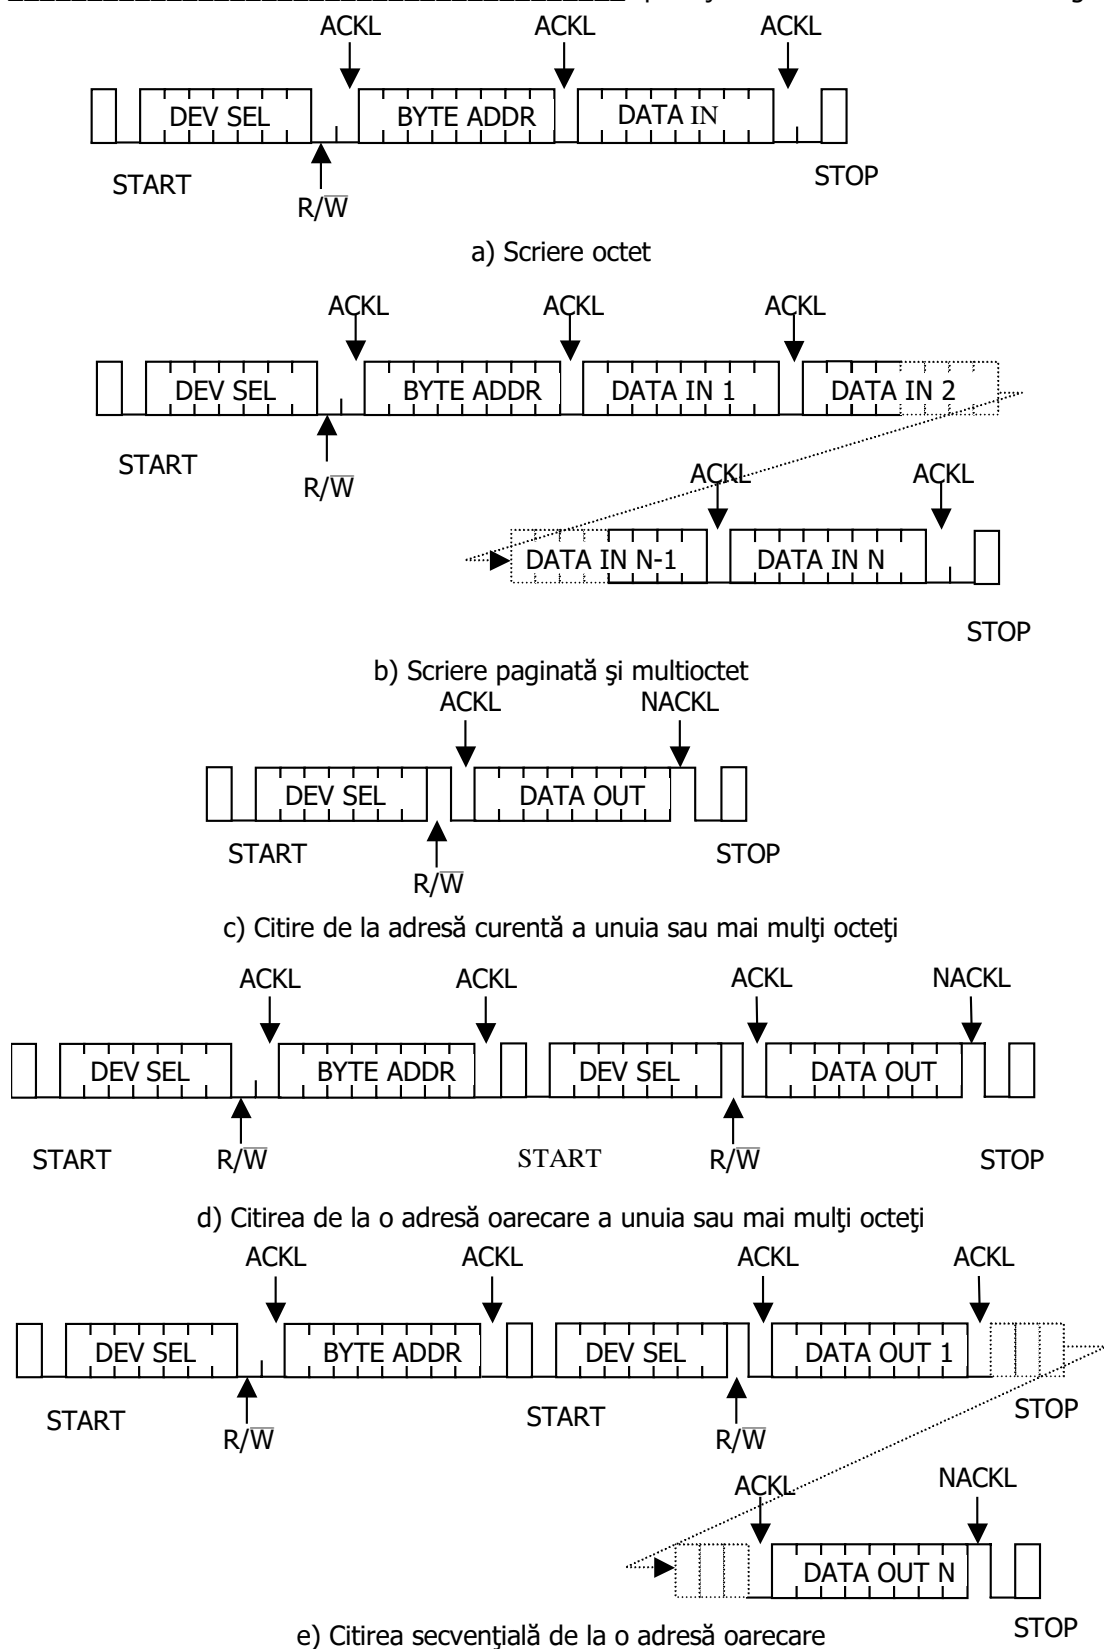 ACKL ACKL ACKL
DEV SEL BYTE ADDR DATA IN
START STOP
R/W̅
a) Scriere octet
ACKL ACKL ACKL
DEV SEL BYTE ADDR DATA IN 1 DATA IN 2
START
R/W̅
ACKL ACKL
DATA IN N-1 DATA IN N
STOP
b) Scriere paginată şi multioctet
ACKL NACKL
DEV SEL DATA OUT
START STOP
R/W̅
c) Citire de la adresă curentă a unuia sau mai mulţi octeţi
ACKL ACKL ACKL NACKL
DEV SEL BYTE ADDR DEV SEL DATA OUT
START R/W̅ START R/W̅ STOP
d) Citirea de la o adresă oarecare a unuia sau mai mulţi octeţi
ACKL ACKL ACKL ACKL
DEV SEL BYTE ADDR DEV SEL DATA OUT 1
START START STOP
R/W̅ R/W̅
ACKL NACKL
DATA OUT N
STOP
e) Citirea secvenţială de la o adresă oarecare